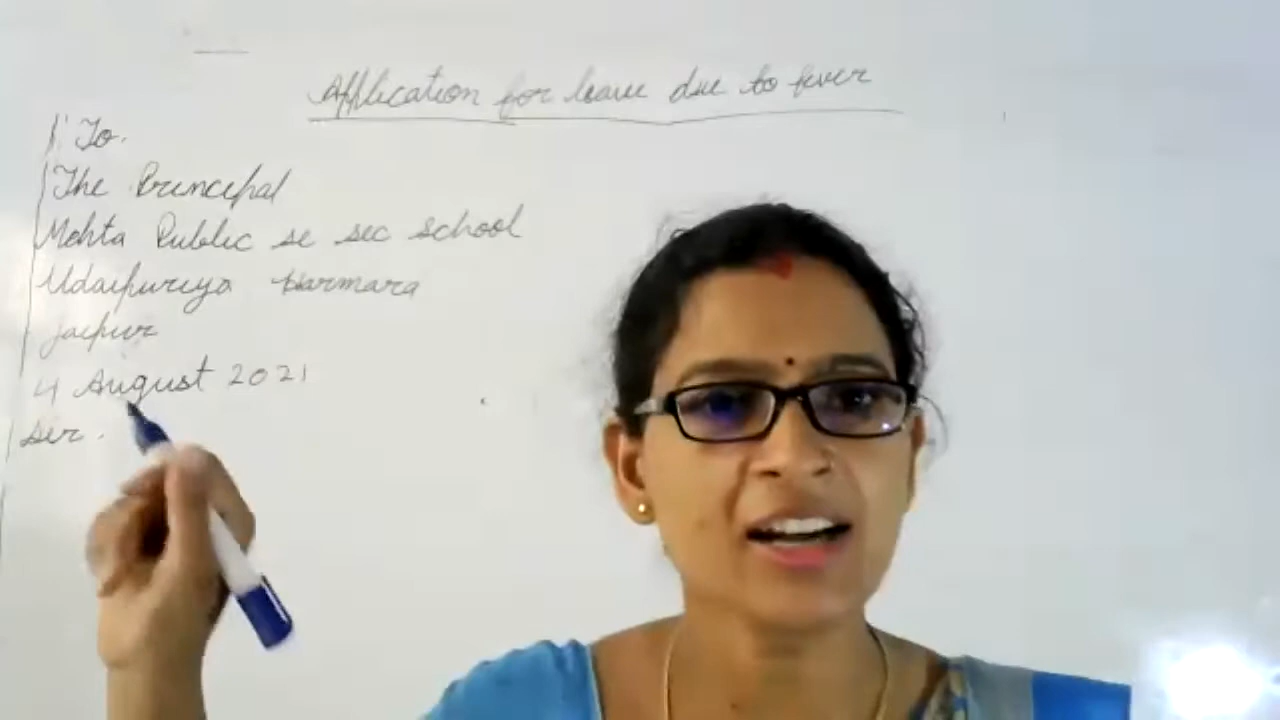 Application for leave due to fever
To.
The Principal
Mehta Public se sec school
Udaipuriya Harmara
jaipur
4 August 2021
Sir.